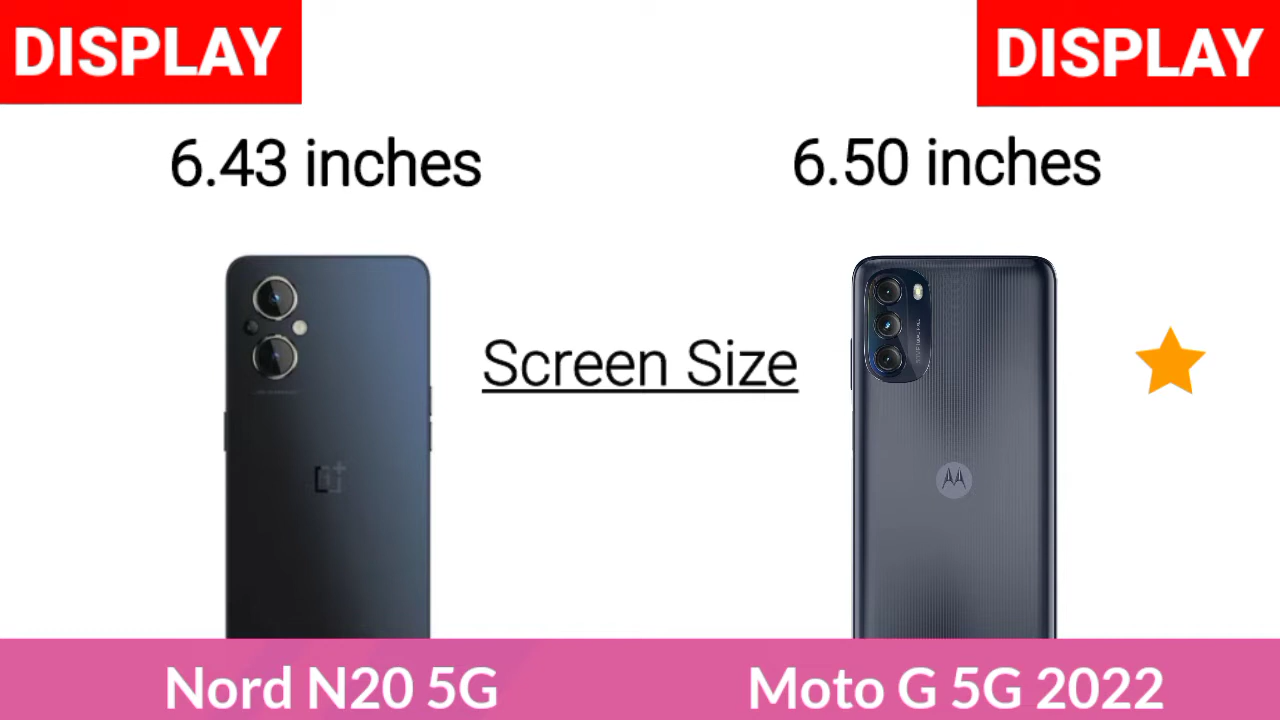 DISPLAY
DISPLAY
6.43 inches
6.50 inches
Screen Size
Nord N20 5G
Moto G 5G 2022